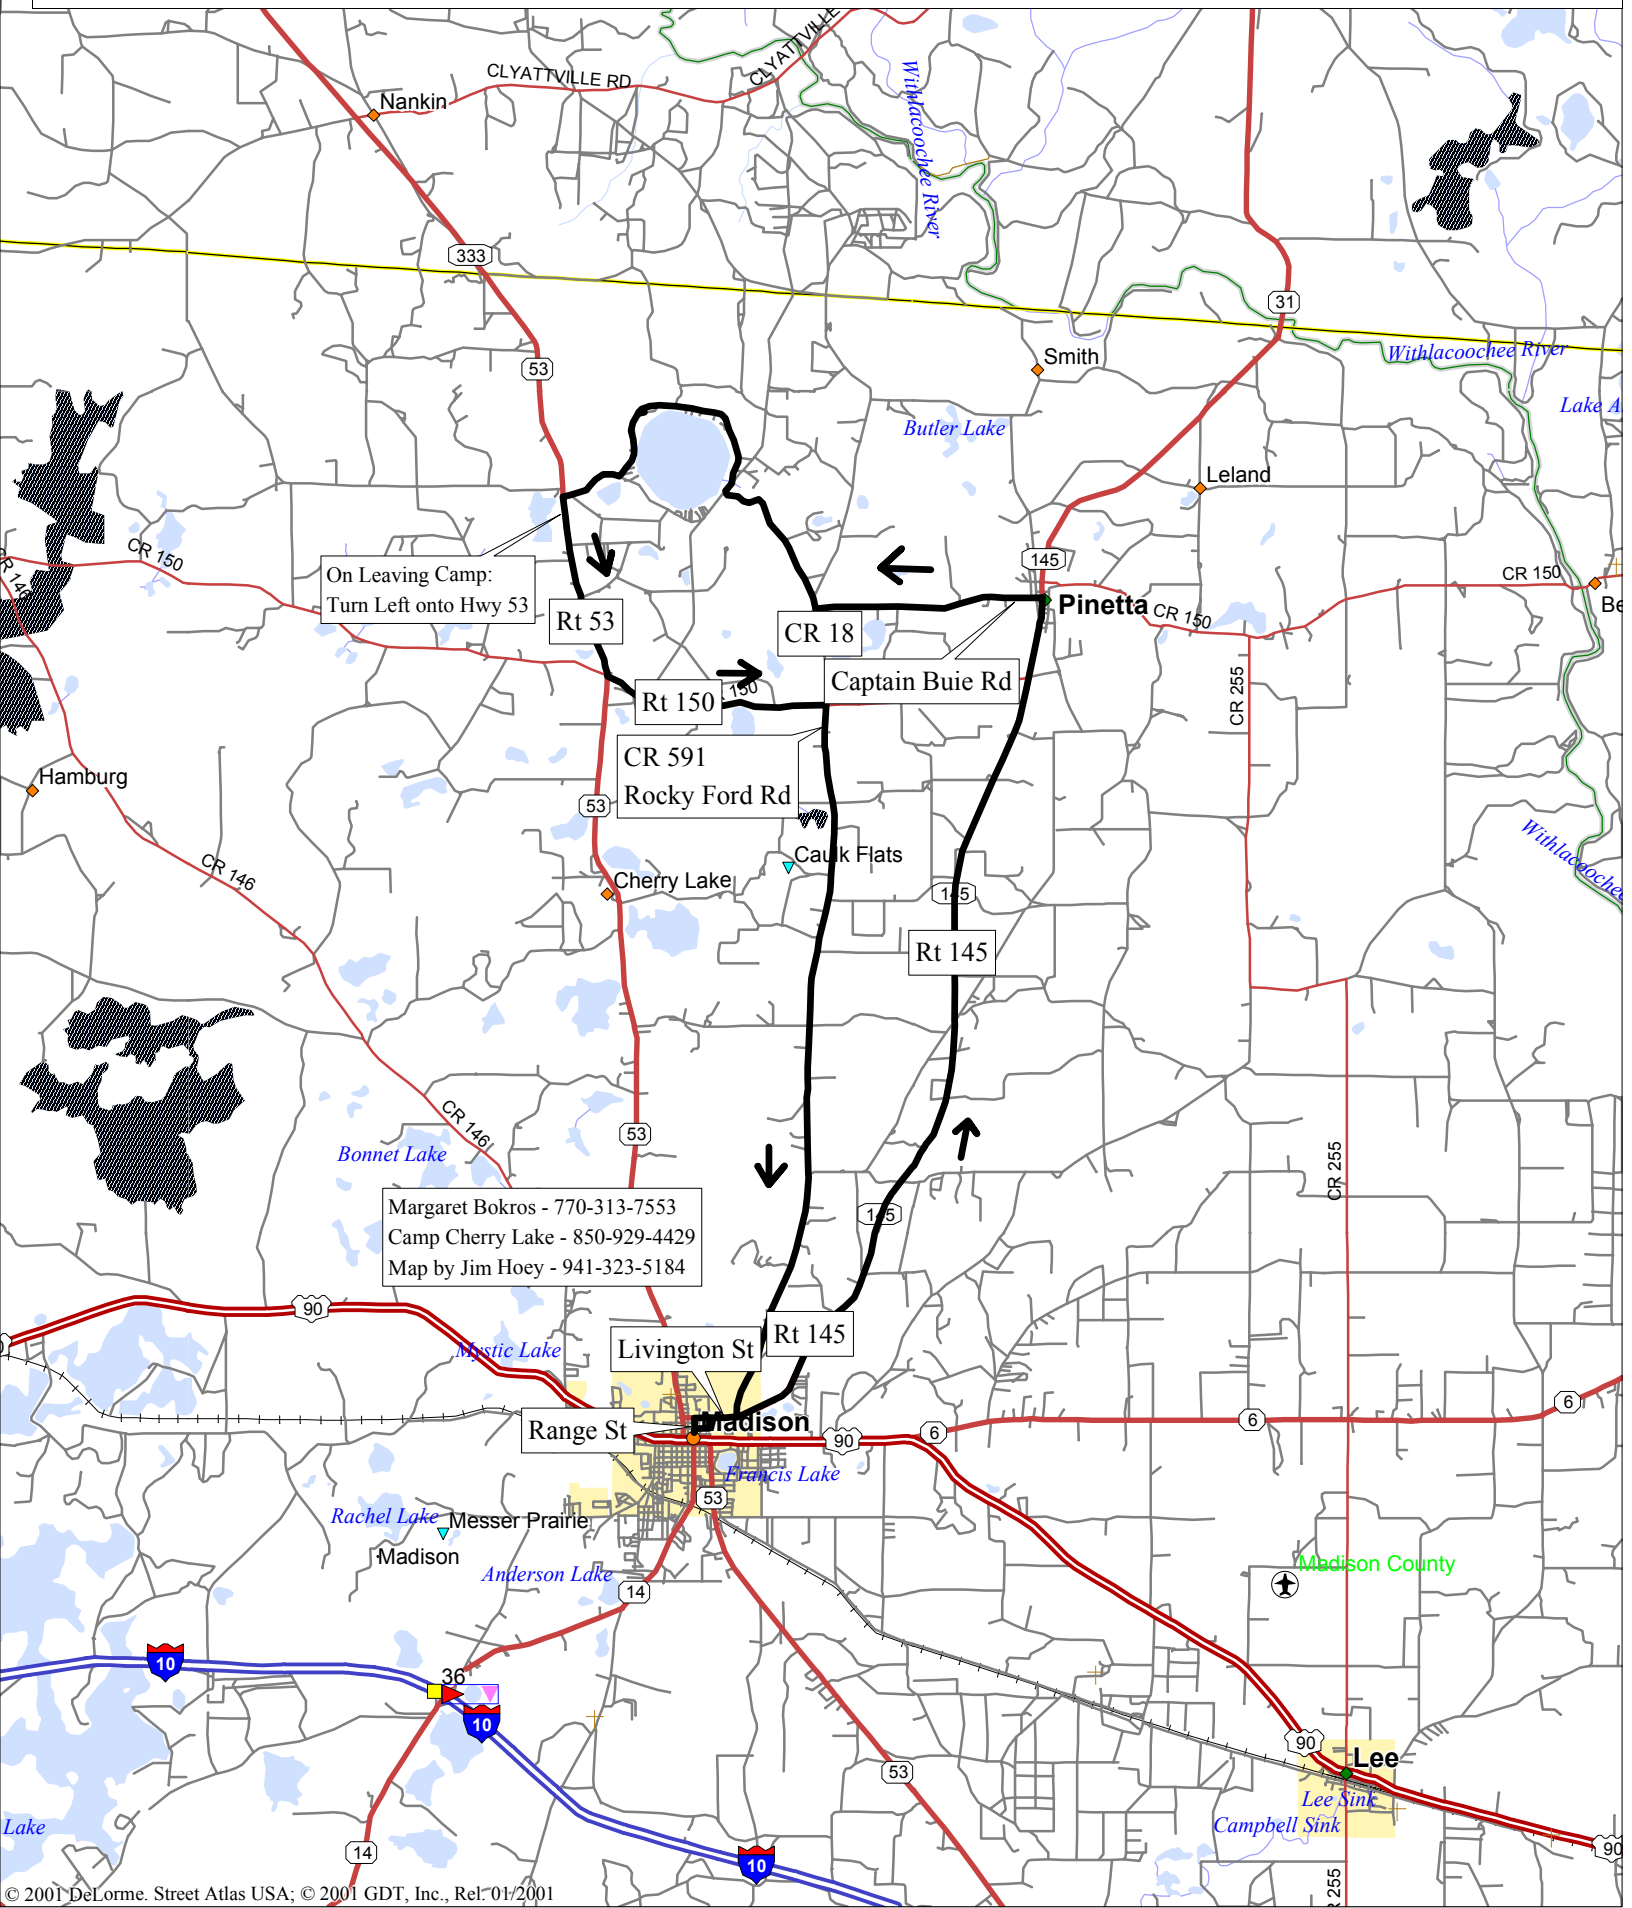 CLYATTVILLE
CLYATTVILLE RD
Nankin
Withlacoochee River
333
31
Smith
Withlacoochee River
53
Lake A
Butler Lake
Leland
CR 150
CR 146
145
CR 150
On Leaving Camp:
Turn Left onto Hwy 53
Be
Pinetta
CR 150
Rt 53
CR 18
Captain Buie Rd
CR 255
Rt 150
150
CR 591
Rocky Ford Rd
Hamburg
53
Withlacoochee
Caulk Flats
CR 146
Cherry Lake
145
Rt 145
CR 146
53
Bonnet Lake
CR 255
Margaret Bokros - 770-313-7553
Camp Cherry Lake - 850-929-4429
Map by Jim Hoey - 941-323-5184
145
90
Rt 145
Livington St
Mystic Lake
6
Madison
6
6
Range St
90
Francis Lake
53
Rachel Lake
Messer Prairie
Madison
Anderson Lake
Madison County
14
10
36
10
90
Lee
53
Lee Sink
Campbell Sink
Lake
90
14
10
255
© 2001 DeLorme. Street Atlas USA; © 2001 GDT, Inc., Rel. 01/2001